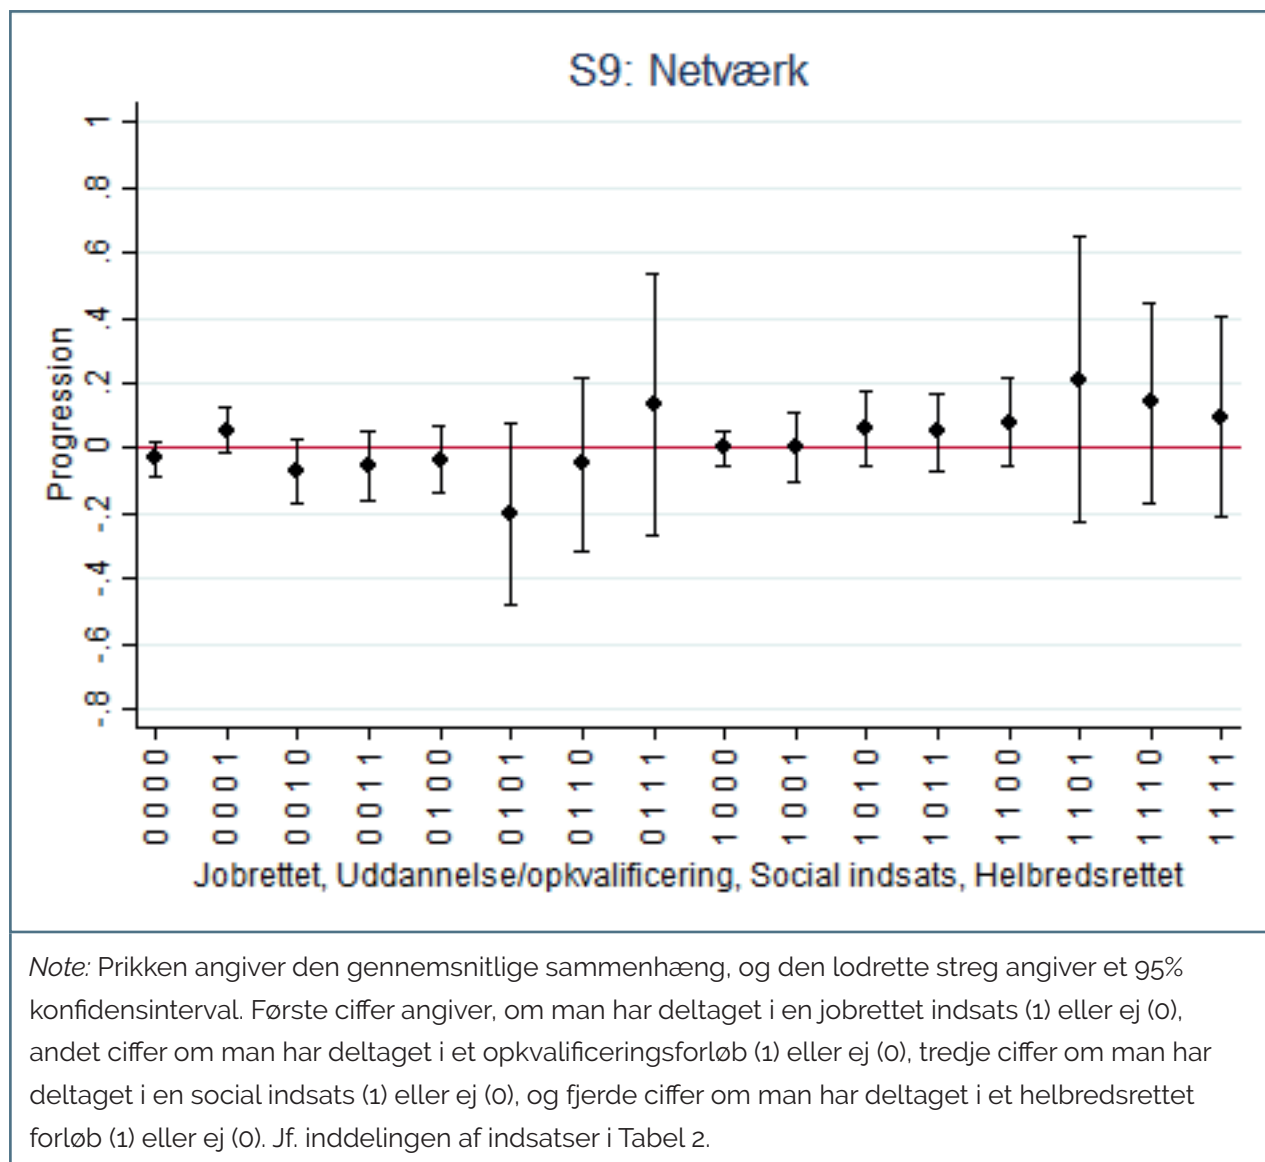 S9: Netværk
1
.8
.6
.4
.2
0
-.2
-.4
-.6
-.8
Progression
0 0 0 0
0 0 0 1
0 0 1 0
0 0 1 1
0 1 0 0
0 1 0 1
0 1 1 0
0 1 1 1
1 0 0 0
1 0 0 1
1 0 1 0
1 0 1 1
1 1 0 0
1 1 0 1
1 1 1 0
1 1 1 1
Jobrettet, Uddannelse/opkvalificering, Social indsats, Helbredsrettet
Note: Prikken angiver den gennemsnitlige sammenhæng, og den lodrette streg angiver et 95%
konfidensinterval. Første ciffer angiver, om man har deltaget i en jobrettet indsats (1) eller ej (0),
andet ciffer om man har deltaget i et opkvalificeringsforløb (1) eller ej (0), tredje ciffer om man har
deltaget i en social indsats (1) eller ej (0), og fjerde ciffer om man har deltaget i et helbredsrettet
forløb (1) eller ej (0). Jf. inddelingen af indsatser i Tabel 2.